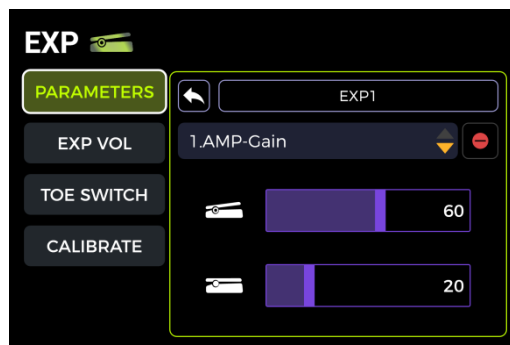 EXP
PARAMETERS
EXP VOL
TOE SWITCH
CALIBRATE
EXP1
1.AMP-Gain
60
20